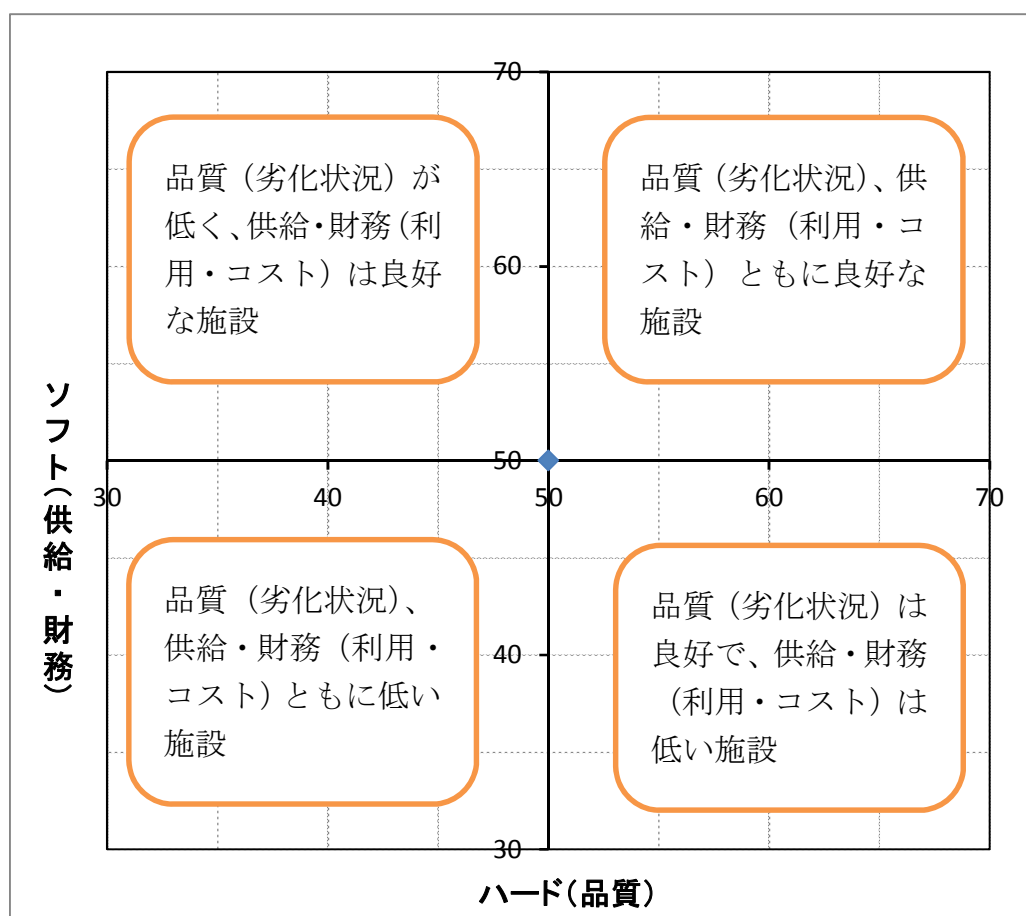 70
品質（劣化状況）が
低く、供給・財務（利
用・コスト）は良好
な施設
品質（劣化状況）、供
給・財務（利用・コ
スト）ともに良好な
施設
60
ソフト（供給・財務）
50
30
40
50
60
70
品質（劣化状況）、
供給・財務（利用・
コスト）ともに低い
施設
品質（劣化状況）は
良好で、供給・財務
（利用・コスト）は
低い施設
40
30
ハード（品質）